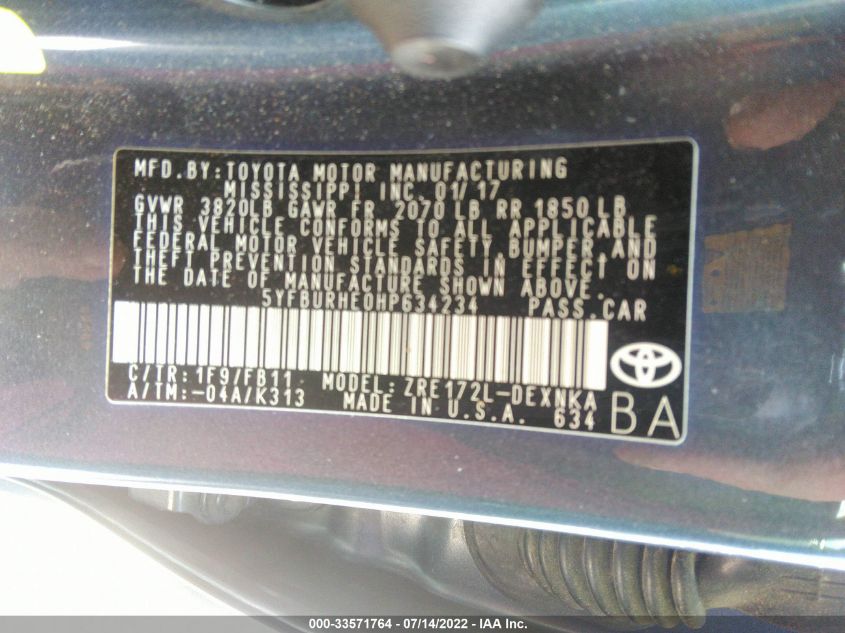 MFD.BY:TOYOTA MOTOR MANUFACTURING
MISSISSIPPI INC. 01/17
GVWR 3820LB GAWR FR 2070 LB RR 1850 LB
THIS VEHICLE CONFORMS TO ALL APPLICABLE
FEDERAL MOTOR VEHICLE SAFETY, BUMPER, AND
THEFT PREVENTION STANDARDS IN EFFECT ON
THE DATE OF MANUFACTURE SHOWN ABOVE.
5YFBURHE0HP634234 PASS.CAR
C/TR: 1F9/FB11 MODEL: ZRE172L-DEXNKA
A/TM:-04A/K313 MADE IN U.S.A. 634
BA
000-33571764 - 07/14/2022 - IAA Inc.